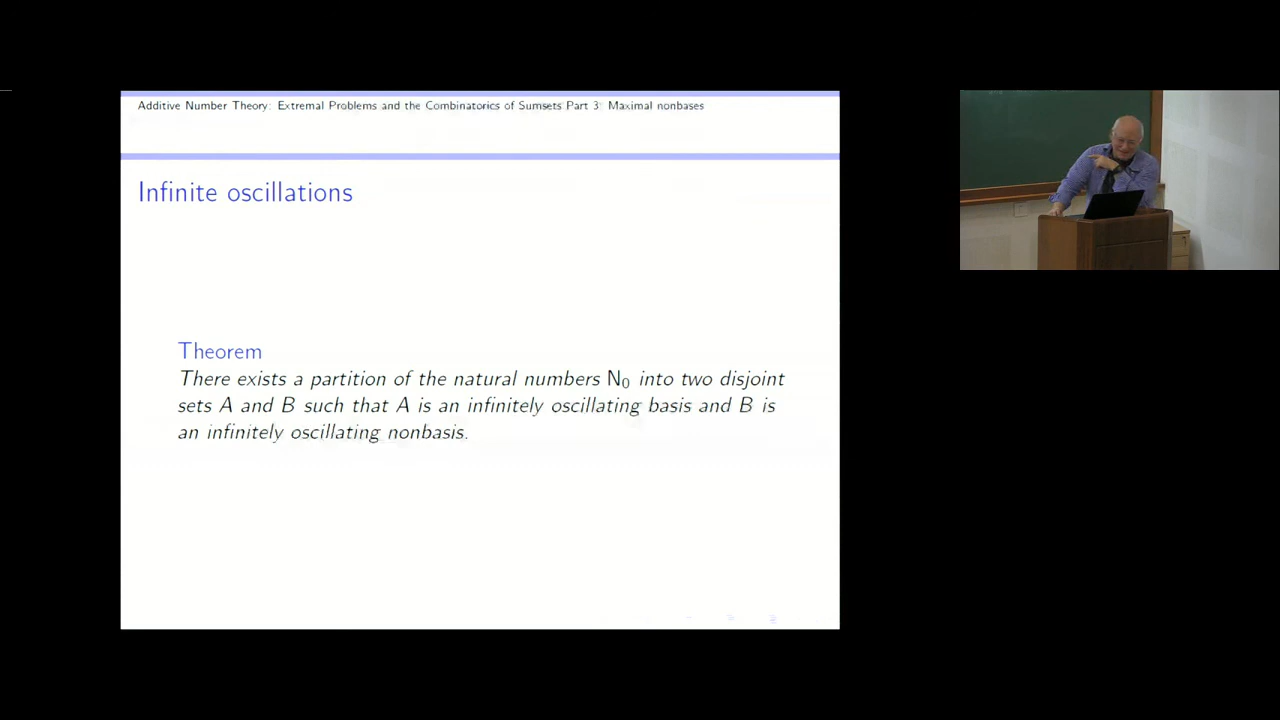 Additive Number Theory: Extremal Problems and the Combinatorics of Sumsets Part 3: Maximal nonbases
Infinite oscillations
Theorem
There exists a partition of the natural numbers N₀ into two disjoint
sets A and B such that A is an infinitely oscillating basis and B is
an infinitely oscillating nonbasis.